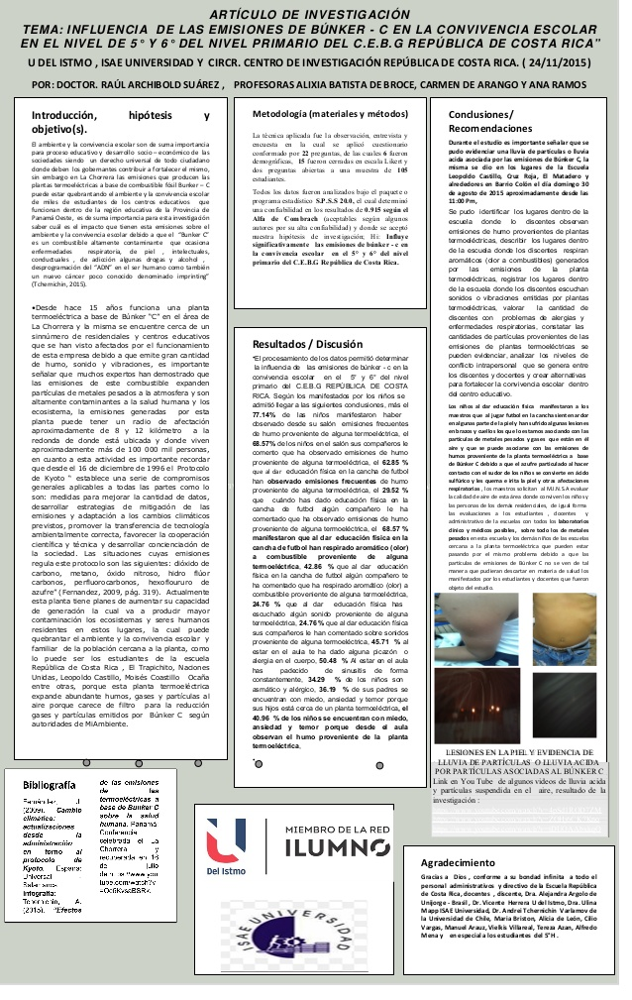 ARTÍCULO DE INVESTIGACIÓN
TEMA: INFLUENCIA DE LAS EMISIONES DE BÚNKER - C EN LA CONVIVENCIA ESCOLAR
EN EL NIVEL DE 5° Y 6° DEL NIVEL PRIMARIO DEL C.E.B.G REPÚBLICA DE COSTA RICA"
U DEL ISTMO , ISAE UNIVERSIDAD Y CIRCR. CENTRO DE INVESTIGACIÓN REPÚBLICA DE COSTA RICA. ( 24/11/2015)
POR: DOCTOR. RAÚL ARCHIBOLD SUÁREZ , PROFESORAS ALIXIA BATISTA DE BROCE, CARMEN DE ARANGO Y ANA RAMOS
Introducción, hipótesis y
objetivo(s).
El ambiente y la convivencia escolar son de suma importancia
para proceso educativo y desarrollo socio – económico de las
sociedades siendo un derecho universal de todo ciudadano
donde deben los gobernantes contribuir a fortalecer el mismo,
sin embargo en La Chorrera las emisiones que producen las
plantas termoeléctricas a base de combustible fósil Bunker – C
puede estar quebrantando el ambiente y la convivencia escolar
de miles de estudiantes de los centros educativos que
funcionan dentro de la región educativa de la Provincia de
Panamá Oeste, es de suma importancia para esta investigación
saber cuál es el impacto que tienen esta emisiones sobre el
ambiente y la convivencia escolar debido a que el "Bunker C"
es un combustible altamente contaminante que ocasiona
enfermedades respiratoria, de piel , intelectuales,
conductuales , de adicción algunas drogas y alcohol ,
desprogramación del "ADN" en el ser humano como también
un nuevo cáncer poco conocido denominado imprinting"
(Tchernichin, 2015).
•Desde hace 15 años funciona una planta
termoeléctrica a base de Búnker "C" en el área de
La Chorrera y la misma se encuentre cerca de un
sinnúmero de residenciales y centros educativos
que se han visto afectados por el funcionamiento
de esta empresa debido a que emite gran cantidad
de humo, sonido y vibraciones, es importante
señalar que muchos expertos han demostrado que
las emisiones de este combustible expanden
partículas de metales pesados a la atmosfera y son
altamente contaminantes a la salud humana y los
ecosistema, la emisiones generadas por esta
planta puede tener un radio de afectación
aproximadamente de 8 y 12 kilómetro a la
redonda de donde está ubicada y donde viven
aproximadamente más de 100 000 mil personas,
en cuanto a esta actividad es importante recordar
que desde el 16 de diciembre de 1996 el Protocolo
de Kyoto " establece una serie de compromisos
generales aplicables a todas las partes como lo
son: medidas para mejorar la cantidad de datos,
desarrollar estrategias de mitigación de las
emisiones y adaptación a los cambios climáticos
previstos, promover la transferencia de tecnología
ambientalmente correcta, favorecer la cooperación
científica y técnica y desarrollar concienciación de
la sociedad. Las situaciones cuyas emisiones
regula este protocolo son las siguientes: dióxido de
carbono, metano, óxido nitroso, hidro flúor
carbonos, perfluorocarbonos, hexofloururo de
azufre" (Fernandez, 2009, pág. 319). Actualmente
esta planta tiene planes de aumentar su capacidad
de generación la cual va a producir mayor
contaminación los ecosistemas y seres humanos
residentes en estos lugares, la cual puede
quebrantar el ambiente y la convivencia escolar y
familiar de la población cercana a la planta, como
lo puede ser los estudiantes de la escuela
República de Costa Rica , El Trapichito, Naciones
Unidas, Leopoldo Castillo, Moisés Coastillo Ocaña
entre otras, porque esta planta termoeléctrica
expande abundante humos, gases y partículas al
aire porque carece de filtro para la reducción
gases y partículas emitidos por Búnker C según
autoridades de MiAmbiente.
Metodología (materiales y métodos)
La técnica aplicada fue la observación, entrevista y
encuesta en la cual se aplicó cuestionario
conformado por 22 preguntas, de las cuales 6 fueron
demográficas, 15 fueron cerradas en escala Likert y
dos preguntas abiertas a una muestra de 105
estudiantes.
Todos los datos fueron analizados bajo el paquete o
programa estadístico S.P.S.S 20.0, el cual determinó
una confiabilidad en los resultados de 0.915 según el
Alfa de Combrach (aceptables según algunos
autores por su alta confiabilidad) y donde se aceptó
nuestra hipótesis de investigación; Hi: Influye
significativamente las emisiones de búnker - c en
la convivencia escolar en el 5° y 6° del nivel
primario del C.E.B.G República de Costa Rica.
Resultados / Discusión
•El procesamiento de los datos permitió determinar
la influencia de las emisiones de búnker - c en la
convivencia escolar en el 5° y 6° del nivel
primario del C.E.B.G REPÚBLICA DE COSTA
RICA. Según los manifestados por los niños se
admitió llegar a las siguientes conclusiones, más el
77.14% de las niños manifestaron haber
observado desde su salón emisiones frecuentes
de humo proveniente de alguna termoeléctrica, el
68.57% de los niños en el salón sus compañeros le
cometo que ha observado emisiones de humo
proveniente de alguna termoeléctrica, el 62.85 %
que al dar educación física en la cancha de futbol
han observado emisiones frecuentes de humo
proveniente de alguna termoeléctrica, el 29.52 %
que cuándo has dado educación física en la
cancha de futbol algún compañero te ha
comentado que ha observado emisiones de humo
proveniente de alguna termoeléctrica, el 68.57 %
manifestaron que al dar educación física en la
cancha de futbol han respirado aromático (olor)
a combustible proveniente de alguna
termoeléctrica, 42.86 % que al dar educación
física en la cancha de futbol algún compañero te
ha comentado que ha respirado aromático (olor) a
combustible proveniente de alguna termoeléctrica,
24.76 % que al dar educación física has
escuchado algún sonido proveniente de alguna
termoeléctrica, 24.76% que al dar educación física
sus compañeros le han comentado sobre sonidos
proveniente de alguna termoeléctrica, 45.71 % al
estar en el aula te ha dado alguna picazón o
alergia en el cuerpo, 50.48 % Al estar en el aula
has padecido de sinusitis de forma
constantemente, 34.29 % de los niños son
asmático y alérgico, 36.19 % de sus padres se
encuentran con miedo, ansiedad y temor porque
sus hijos está cerca de un planta termoeléctrica, el
40.96 % de los niños se encuentran con miedo,
ansiedad y temor porque desde el aula
observan el humo proveniente de la planta
termoeléctrica,
Conclusiones/
Recomendaciones
Durante el estudio es importante señalar que se
pudo evidenciar una lluvia de partículas o lluvia
acida asociada por las emisiones de Búnker C, la
misma se dio en los lugares de la Escuela
Leopoldo Castillo, Cruz Roja, El Matadero y
alrededores en Barrio Colón el día domingo 30
de agosto de 2015 aproximadamente desde las
11:00 Pm,
Se pudo identificar los lugares dentro de la
escuela donde lo discentes observan
emisiones de humo provenientes de plantas
termoeléctricas, describir los lugares dentro
de la escuela donde los discentes respiran
aromáticos (olor a combustibles) generados
por las emisiones de la planta
termoeléctricas, registrar los lugares dentro
de la escuela donde los discentes escuchan
sonidos o vibraciones emitidas por plantas
termoeléctricas, valorar la cantidad de
discentes con problemas de alergias y
enfermedades respiratorias, constatar las
cantidades de partículas provenientes de las
emisiones de plantas termoeléctricas se
pueden evidenciar, analizar los niveles de
conflicto intrapersonal que se genera entre
los discentes y docentes y crear alternativas
para fortalecer la convivencia escolar dentro
del centro educativo.
Los niños al dar educación física manifestaron a los
maestros que al jugar futbol en la cancha sienten ardor
en algunas parte de la piel y han sufrido algunas lesiones
en brazos y cuello los que lo estamos asociando con las
partículas de metales pesados y gases que están en el
aire y que se puede asociarse con las emisiones de
humos proveniente de la planta termoeléctrica a base
de Búnker C debido a que el azufre particulado al hacer
contacto con el sudor de los niños se convierte en ácido
sulfúrico y les quema e irrita la piel y otras afectaciones
respiratorias, los maestros solicitan al M.I.N.S.A evaluar
la calidad de aire de esta área donde conviven los niños y
las personas de los demás residenciales, de igual forma
las evaluaciones a los estudiantes , docentes y
administrativo de la escuelas con todos los laboratorios
clínico y médicos posibles, sobre todo los de metales
pesados en esta escuela y los demás niños de las escuelas
cercana a la planta termoeléctrica que pueden estar
pasando por el mismo problema debido a que las
partículas de emisiones de Búnker C no se ven de tal
manera que pudieran descartar en materia de salud los
manifestados por los estudiantes y docentes que fueron
objeto del estudio.
LESIONES EN LA PIEL Y EVIDENCIA DE
LLUVIA DE PARTÍCULAS O LLUVIA ACIDA
POR PARTÍCULAS ASOCIADAS AL BÚNKER C
Link en You Tube de algunos videos de lluvia acida
y partículas suspendida en el aire, resultado de la
investigación :
Bibliografía
Fernández, J.
(2009). Cambio
climático:
actualizaciones
desde la
administración
en torno al
protocolo de
Kyoto. España:
Universal
Salamanca.
Infografía:
Tchernichin, A.
(2015). "Efectos
de las emisiones
de las
termoeléctricas a
base de Bunker C
sobre la salud
humana. Panamá:
Conferencia
celebrada el La
Chorrera y
recuperada en 16
de julio
de https://www.you
Del Istmo
MIEMBRO DE LA RED
ILUMNO
ISAE UNIVERSIDAD
Agradecimiento
Gracias a Dios , conforme a su bondad infinita a todo el
personal administrativos y directivo de la Escuela República
de Costa Rica, docentes , discente, Dra. Alejandra Argolo de
Unijorge - Brasil , Dr. Vicente Herrera U del Istmo, Dra. Ulina
Mapp ISAE Universidad, Dr. Andrei Tchernichin Varlamov de
la Universidad de Chile, Maria Briston, Alicia de León, Cilio
Vargas, Manuel Arauz, Vielkis Villareal, Tereza Azan, Alfredo
Mena y en especial a los estudiantes del 5°H .